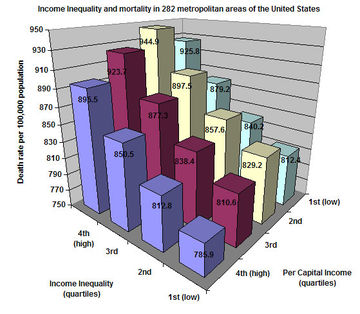 Income Inequality and mortality in 282 metropolitan areas of the United States
950
930
910
890
870
850
830
810
790
770
750
Death rate per 100,000 population
944.9
925.8
923.7
897.5
879.2
895.5
877.3
857.6
840.2
850.5
838.4
829.2
812.4
812.8
810.6
785.9
4th
(high)
3rd
2nd
1st (low)
4th (high)
3rd
2nd
1st (low)
Income Inequality
(quartiles)
Per Capital Income
(quartiles)